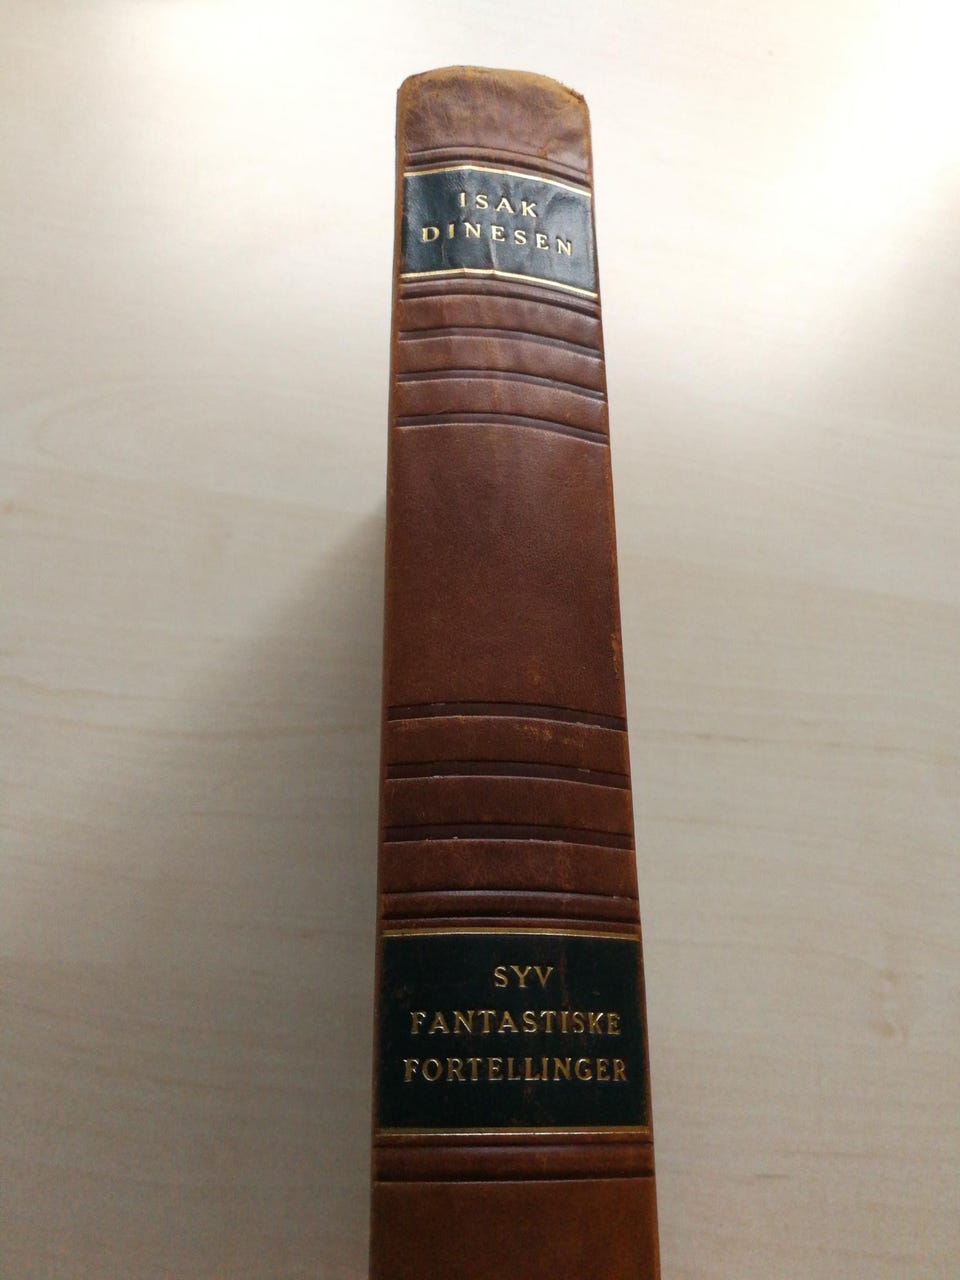 ISAK
DINESEN
SYV
FANTASTISKE
FORTELLINGER